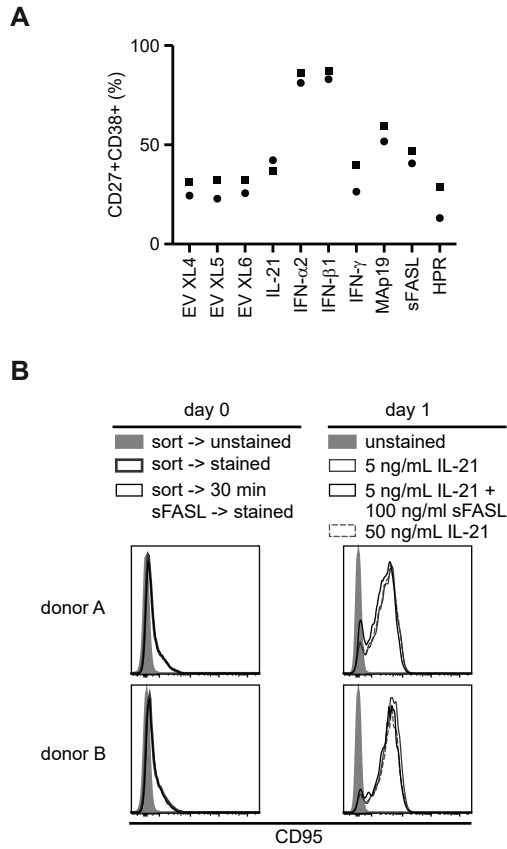 A
CD27+CD38+ (%)
100
50
0
EV XL4
EV XL5
EV XL6
IL-21
IFN-α2
IFN-β1
IFN-γ
MAp19
sFASL
HPR
B
day 0
sort -> unstained
sort -> stained
sort -> 30 min
sFASL -> stained
day 1
unstained
5 ng/mL IL-21
5 ng/mL IL-21 +
100 ng/ml sFASL
50 ng/mL IL-21
donor A
donor B
CD95